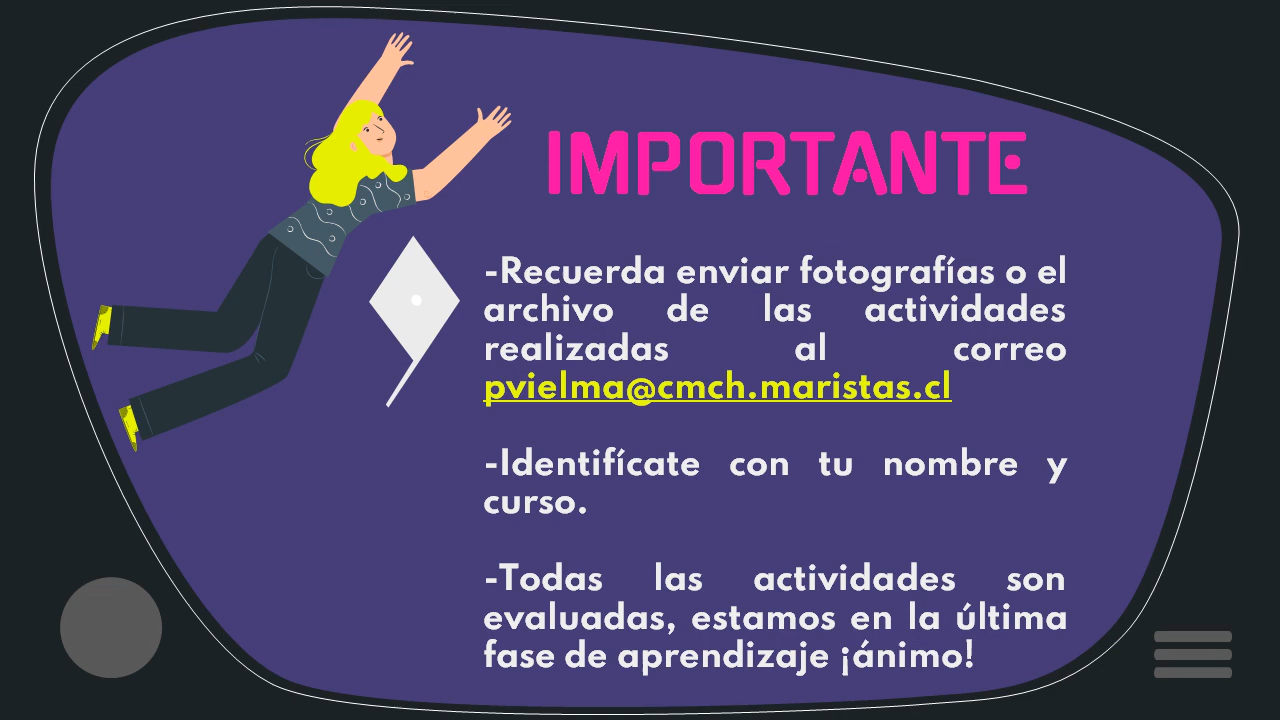 IMPORTANTE
-Recuerda enviar fotografías o el
archivo de las actividades
realizadas al correo
pvielma@cmch.maristas.cl
-Identifícate con tu nombre y
curso.
-Todas las actividades son
evaluadas, estamos en la última
fase de aprendizaje ¡ánimo!